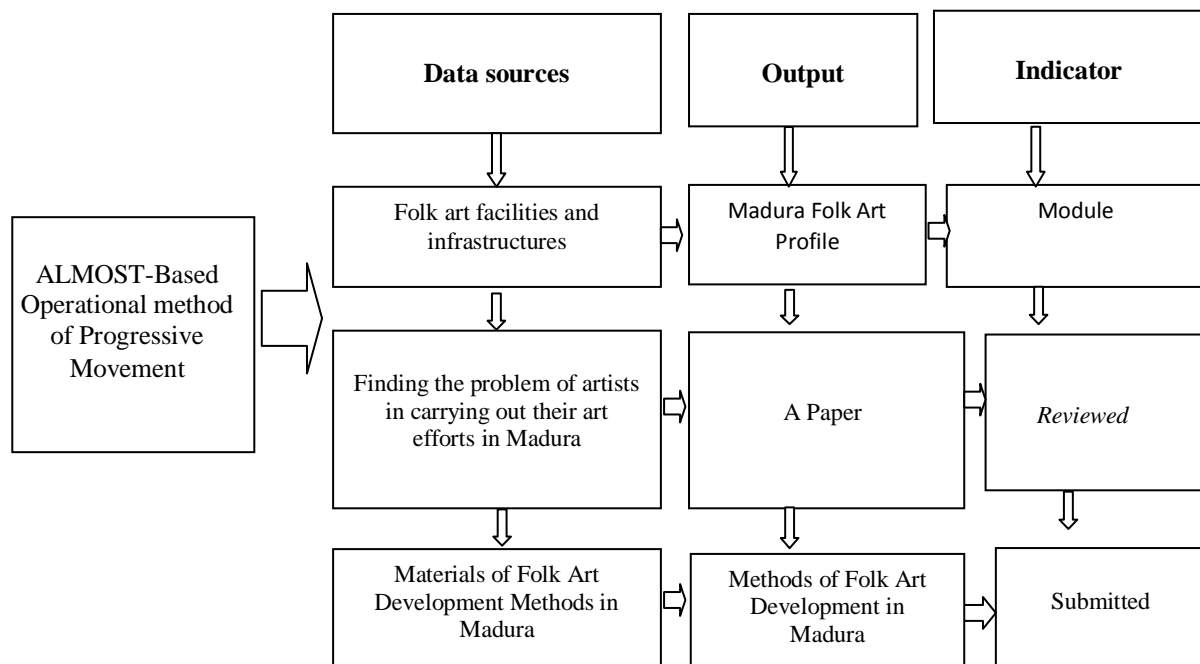 Data sources
Output
Indicator
ALMOST-Based
Operational method
of Progressive
Movement
Folk art facilities and
infrastructures
Madura Folk Art
Profile
Module
Finding the problem of artists
in carrying out their art
efforts in Madura
A Paper
Reviewed
Materials of Folk Art
Development Methods in
Madura
Methods of Folk Art
Development in
Madura
Submitted